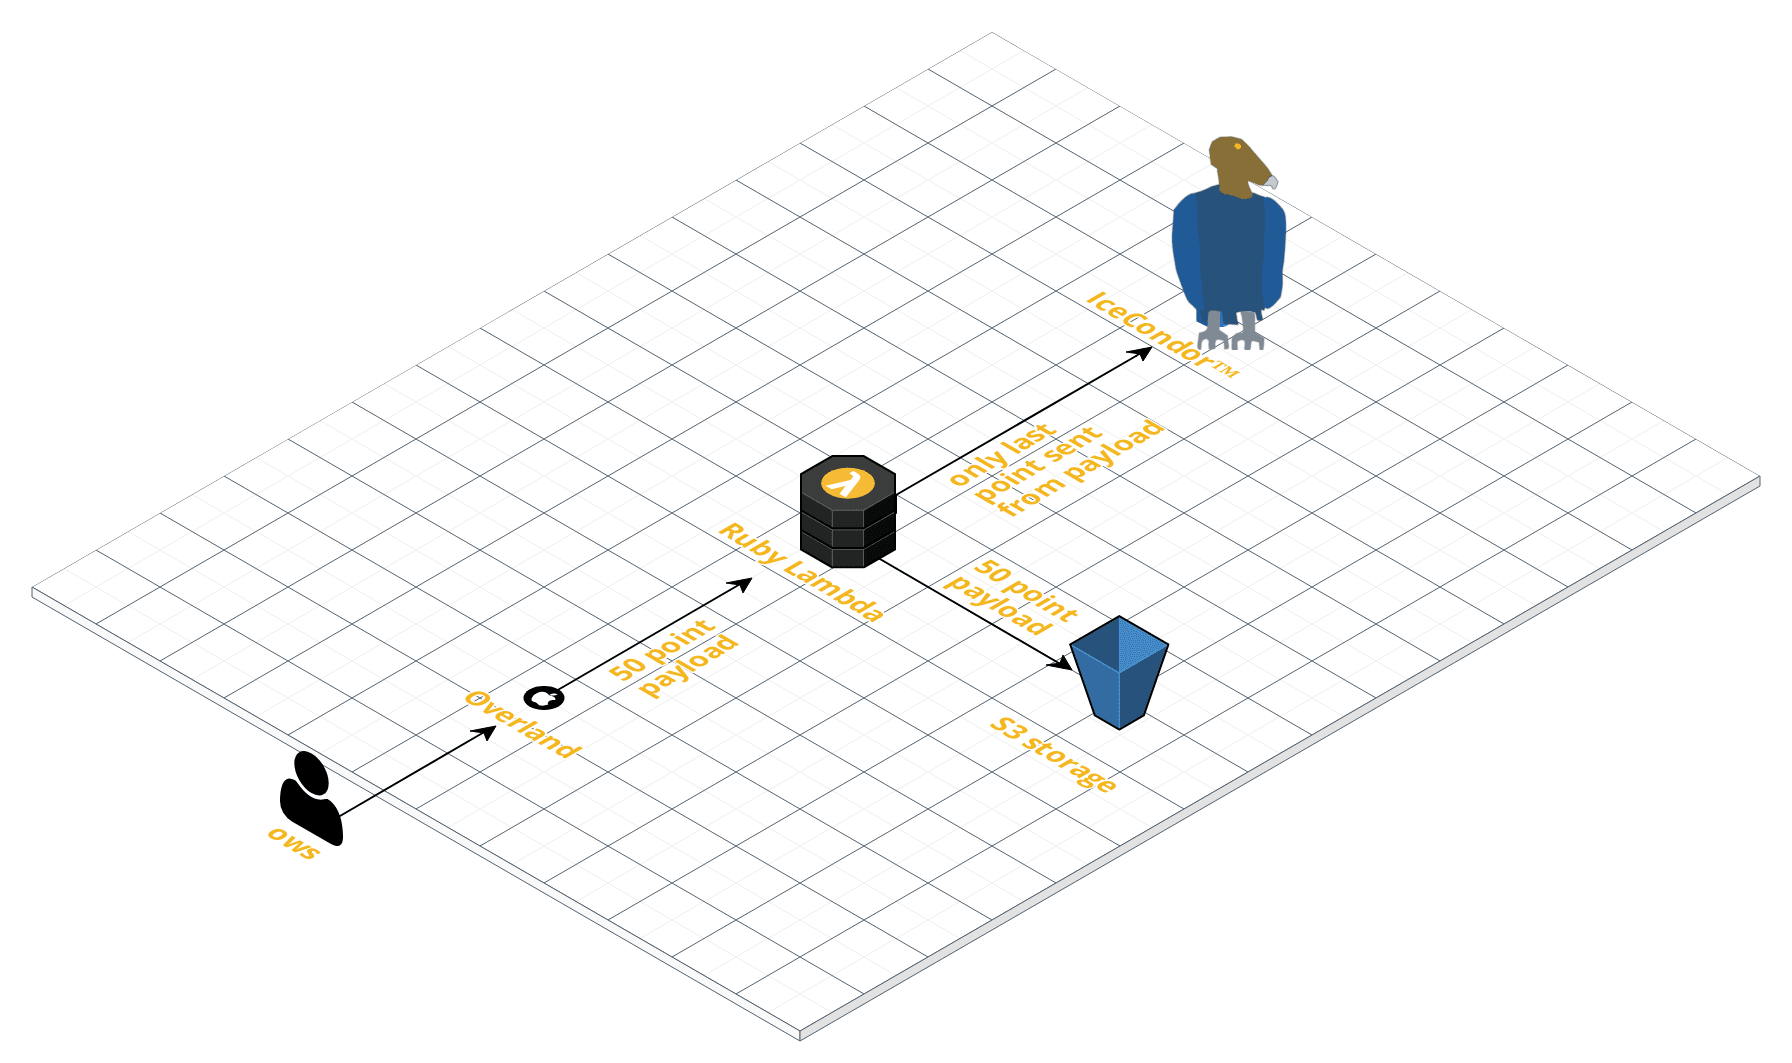 IceCondor™
only last
point sent
from payload
Ruby Lambda
50 point
payload
50 point
payload
Overland
S3 storage
ows